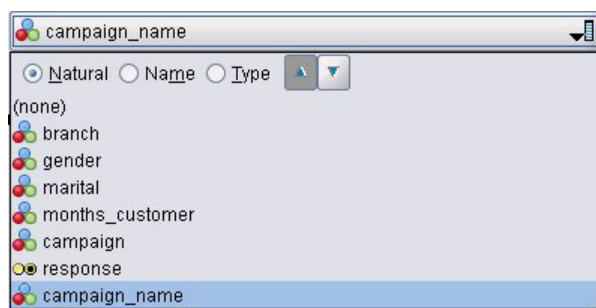 campaign_name
Natural Name Type
(none)
branch
gender
marital
months_customer
campaign
response
campaign_name